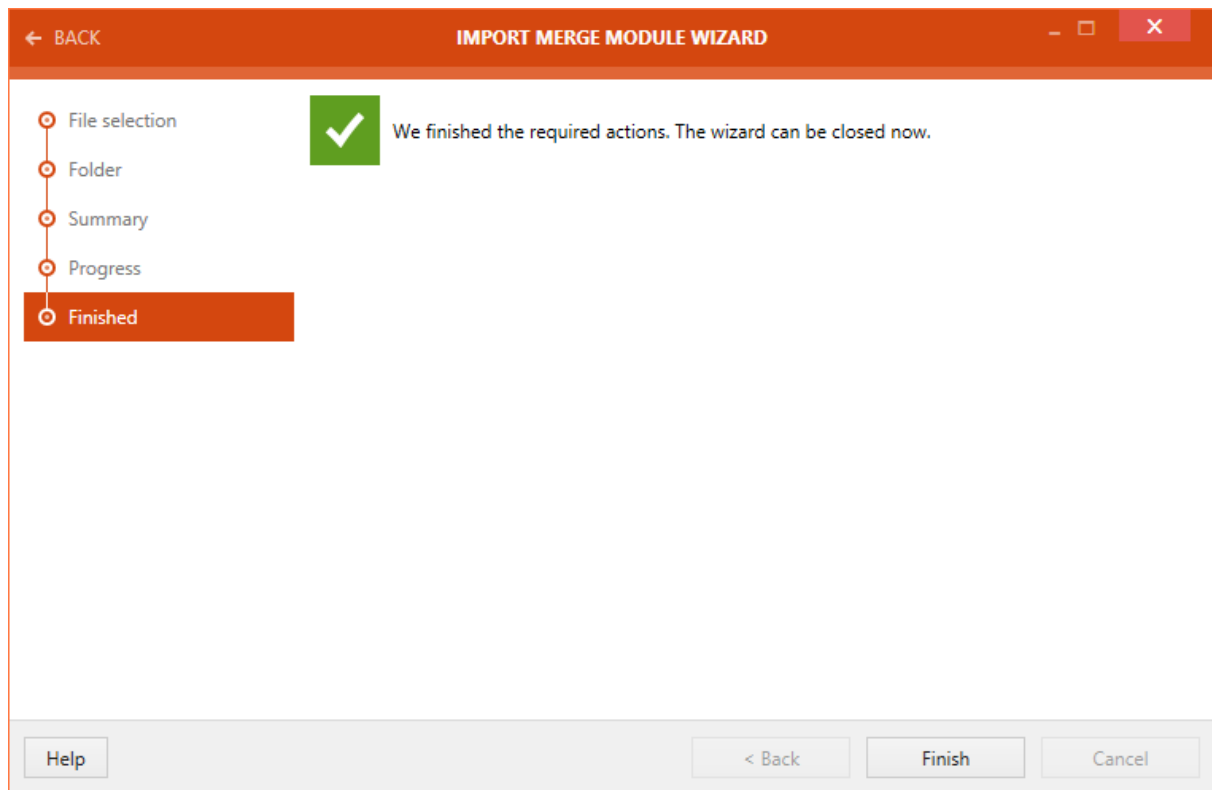 ← BACK
IMPORT MERGE MODULE WIZARD
File selection
We finished the required actions. The wizard can be closed now.
Folder
Summary
Progress
Finished
Help
< Back
Finish
Cancel